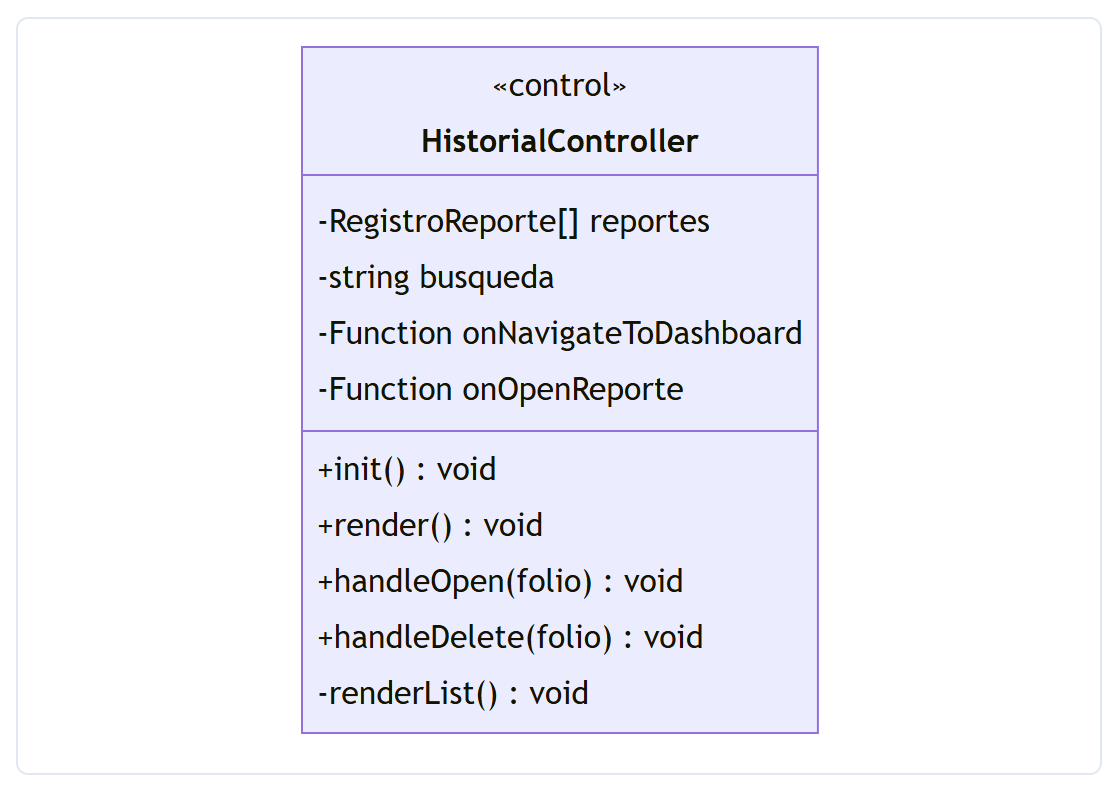 «control»
HistorialController
-RegistroReporte[] reportes
-string busqueda
-Function onNavigateToDashboard
-Function onOpenReporte
+init() : void
+render() : void
+handleOpen(folio) : void
+handleDelete(folio) : void
-renderList() : void